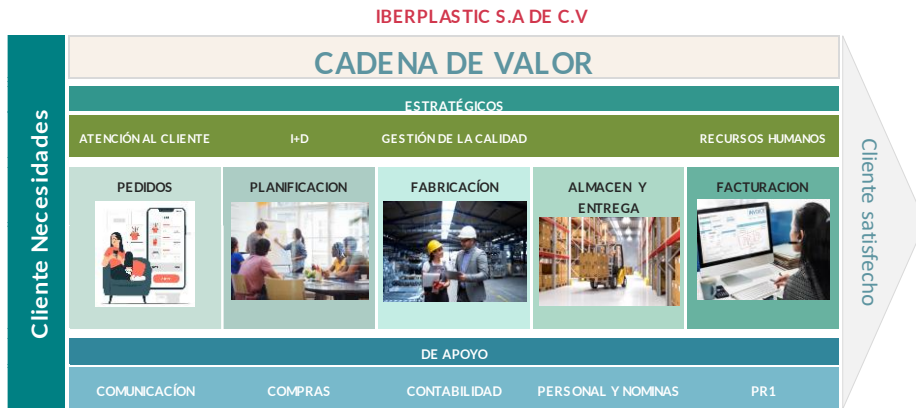 IBERPLASTIC S.A DE C.V
CADENA DE VALOR
ESTRATÉGICOS
ATENCIÓN AL CLIENTE I+D GESTIÓN DE LA CALIDAD RECURSOS HUMANOS
Cliente Necesidades
PEDIDOS PLANIFICACION FABRICACÍON ALMACEN Y FACTURACION
ENTREGA
INVOICE
Cliente satisfecho
DE APOYO
COMUNICACÍON COMPRAS CONTABILIDAD PERSONAL Y NOMINAS PR1